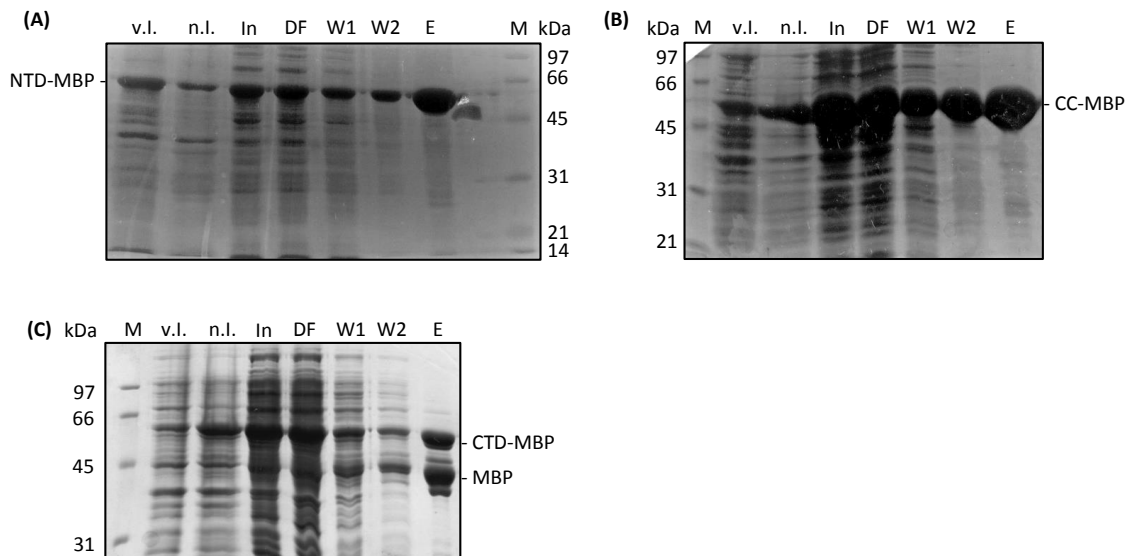 (A)
v.I. n.I. In DF W1 W2 E M kDa
NTD-MBP -
97
66
45
31
21
14
(B)
M v.I. n.I. In DF W1 W2 E
97
66
45
31
21
- CC-MBP
(C) kDa M v.I. n.I. In DF W1 W2 E
97
66
45
31
- CTD-MBP
- MBP